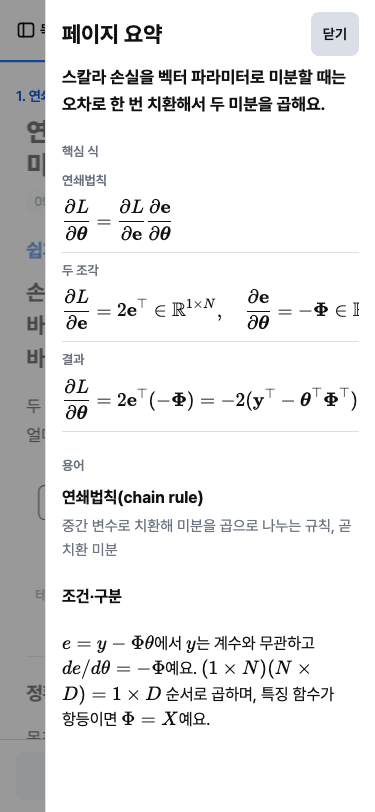 페이지 요약
닫기
스칼라 손실을 벡터 파라미터로 미분할 때는
오차로 한 번 치환해서 두 미분을 곱해요.
핵심 식
연쇄법칙
∂L/∂𝛉 = ∂L/∂𝐞 ∂𝐞/∂𝛉
두 조각
∂L/∂𝐞 = 2𝐞⊤ ∈ ℝ^{1×N}, ∂𝐞/∂𝛉 = −𝚽 ∈
결과
∂L/∂𝛉 = 2𝐞⊤(−𝚽) = −2(𝐲⊤ − 𝛉⊤𝚽⊤)
용어
연쇄법칙(chain rule)
중간 변수로 치환해 미분을 곱으로 나누는 규칙, 곧
치환 미분
조건·구분
e = y − Φθ에서 y는 계수와 무관하고
de/dθ = −Φ예요. (1 × N)(N ×
D) = 1 × D 순서로 곱하며, 특징 함수가
항등이면 Φ = X예요.